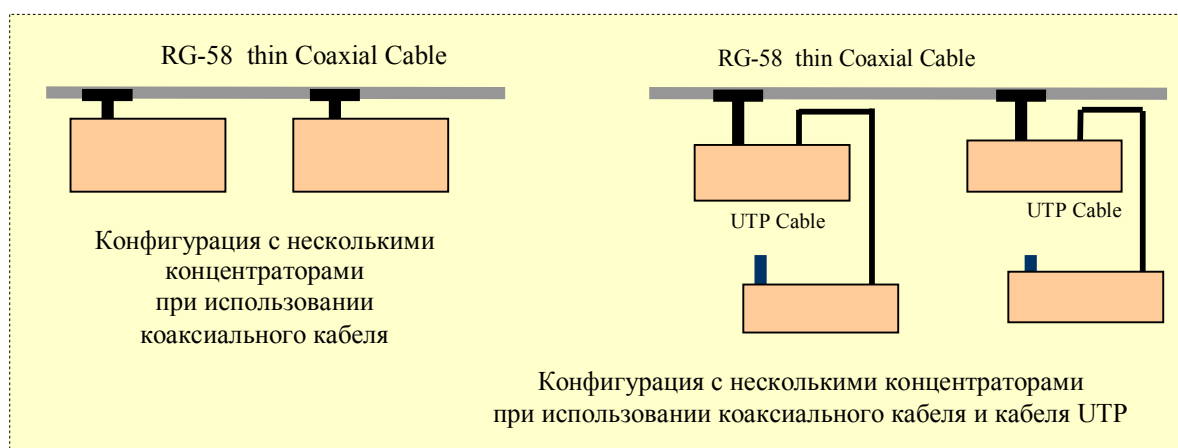 RG-58 thin Coaxial Cable
Конфигурация с несколькими
концентраторами
при использовании
коаксиального кабеля
RG-58 thin Coaxial Cable
UTP Cable
UTP Cable
Конфигурация с несколькими концентраторами
при использовании коаксиального кабеля и кабеля UTP